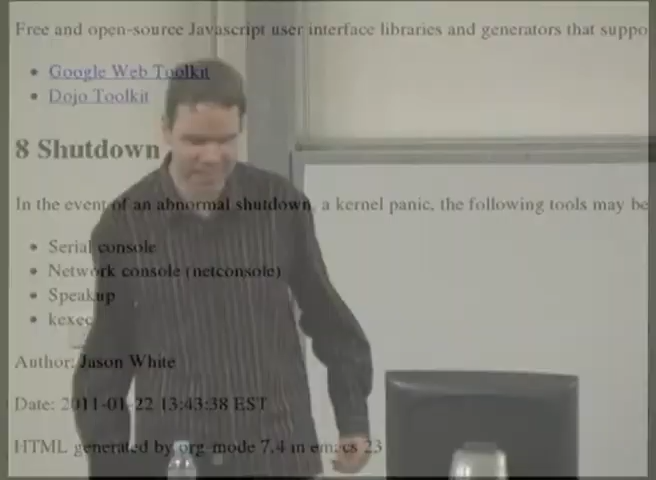 Free and open-source Javascript user interface libraries and generators that suppo
• Google Web Toolkit
• Dojo Toolkit
8 Shutdown
In the event of an abnormal shutdown, a kernel panic, the following tools may be
• Serial console
• Network console (netconsole)
• Speakup
• kexec
Author: Jason White
Date: 2011-01-22 13:43:38 EST
HTML generated by org-mode 7.4 in emacs 23